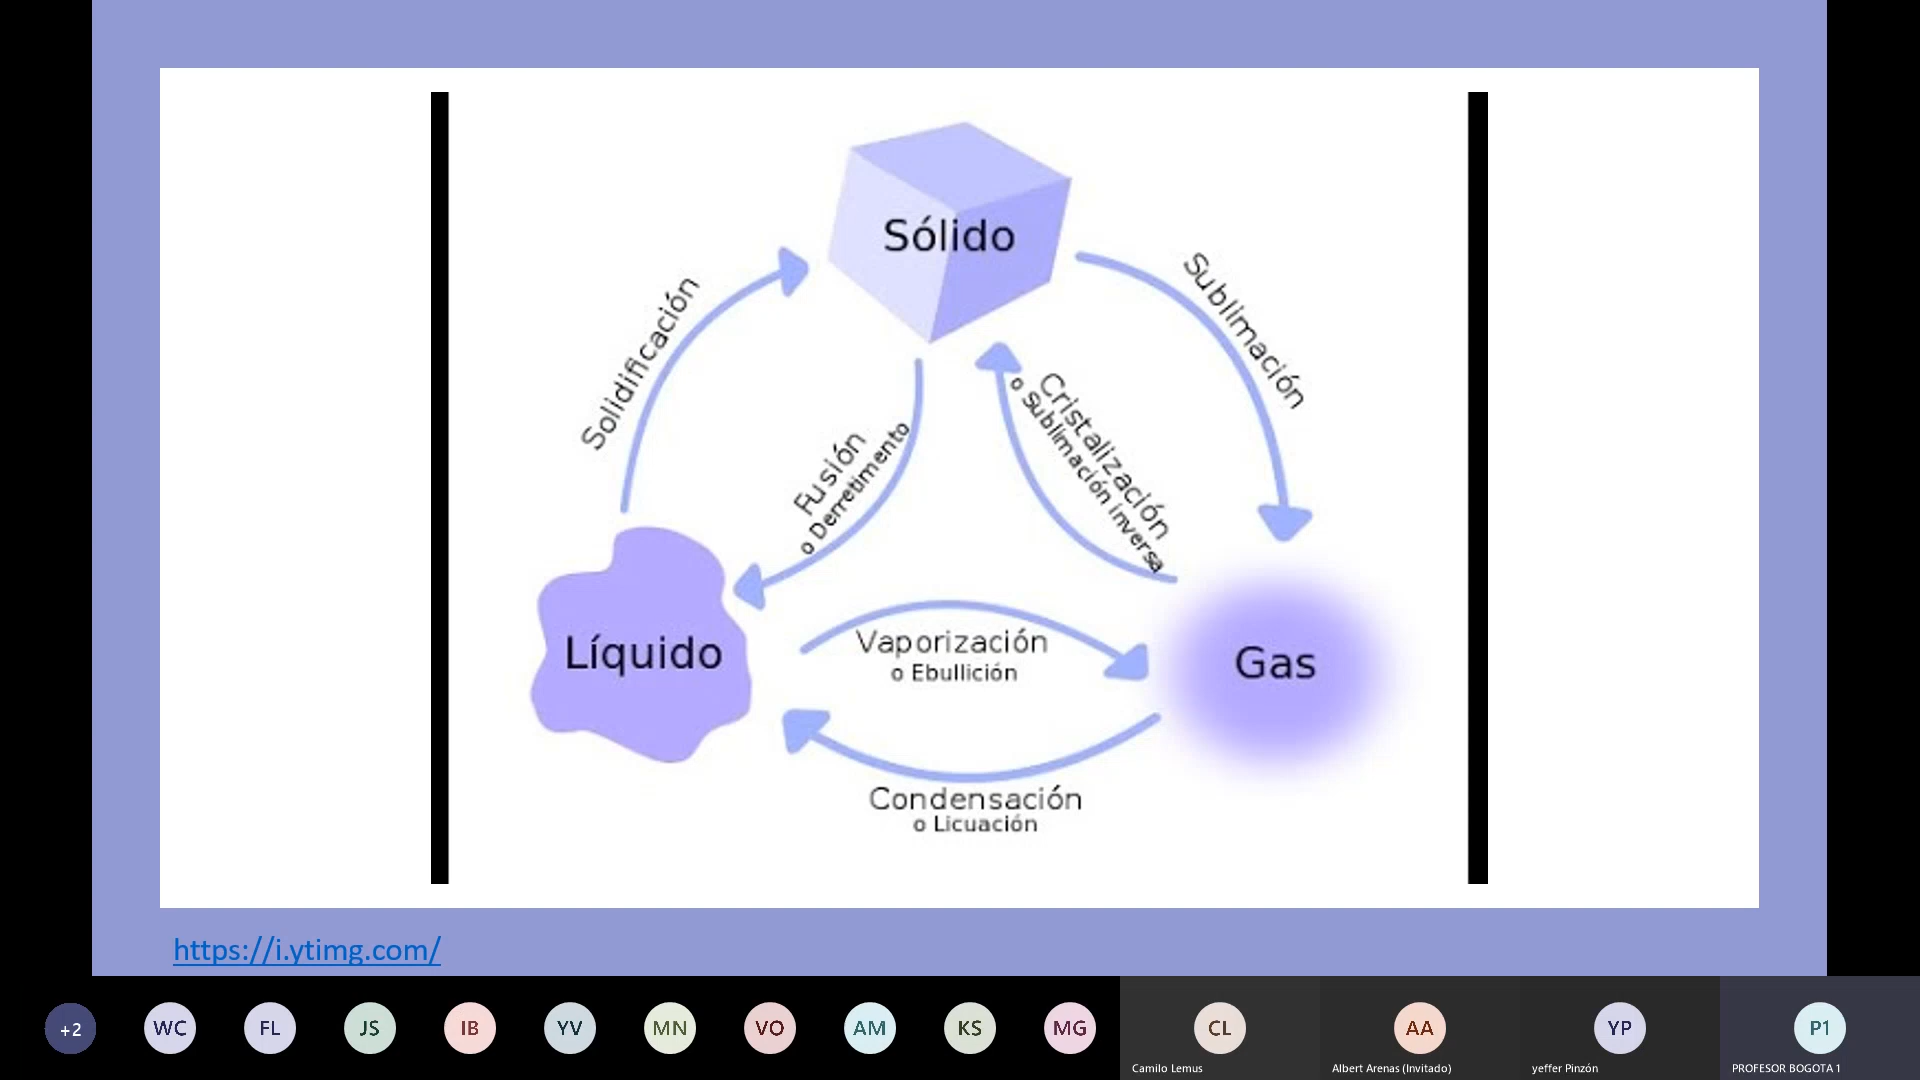 Sólido
Solidificación
Sublimación
Fusión
o Derretimento
Cristalización
o Sublimación inversa
Líquido
Vaporización
o Ebullición
Gas
Condensación
o Licuación
https://i.ytimg.com/
+2
WC
FL
JS
IB
YV
MN
VO
AM
KS
MG
CL
Camilo Lemus
AA
Albert Arenas (Invitado)
YP
yeffer Pinzón
P1
PROFESOR BOGOTA 1